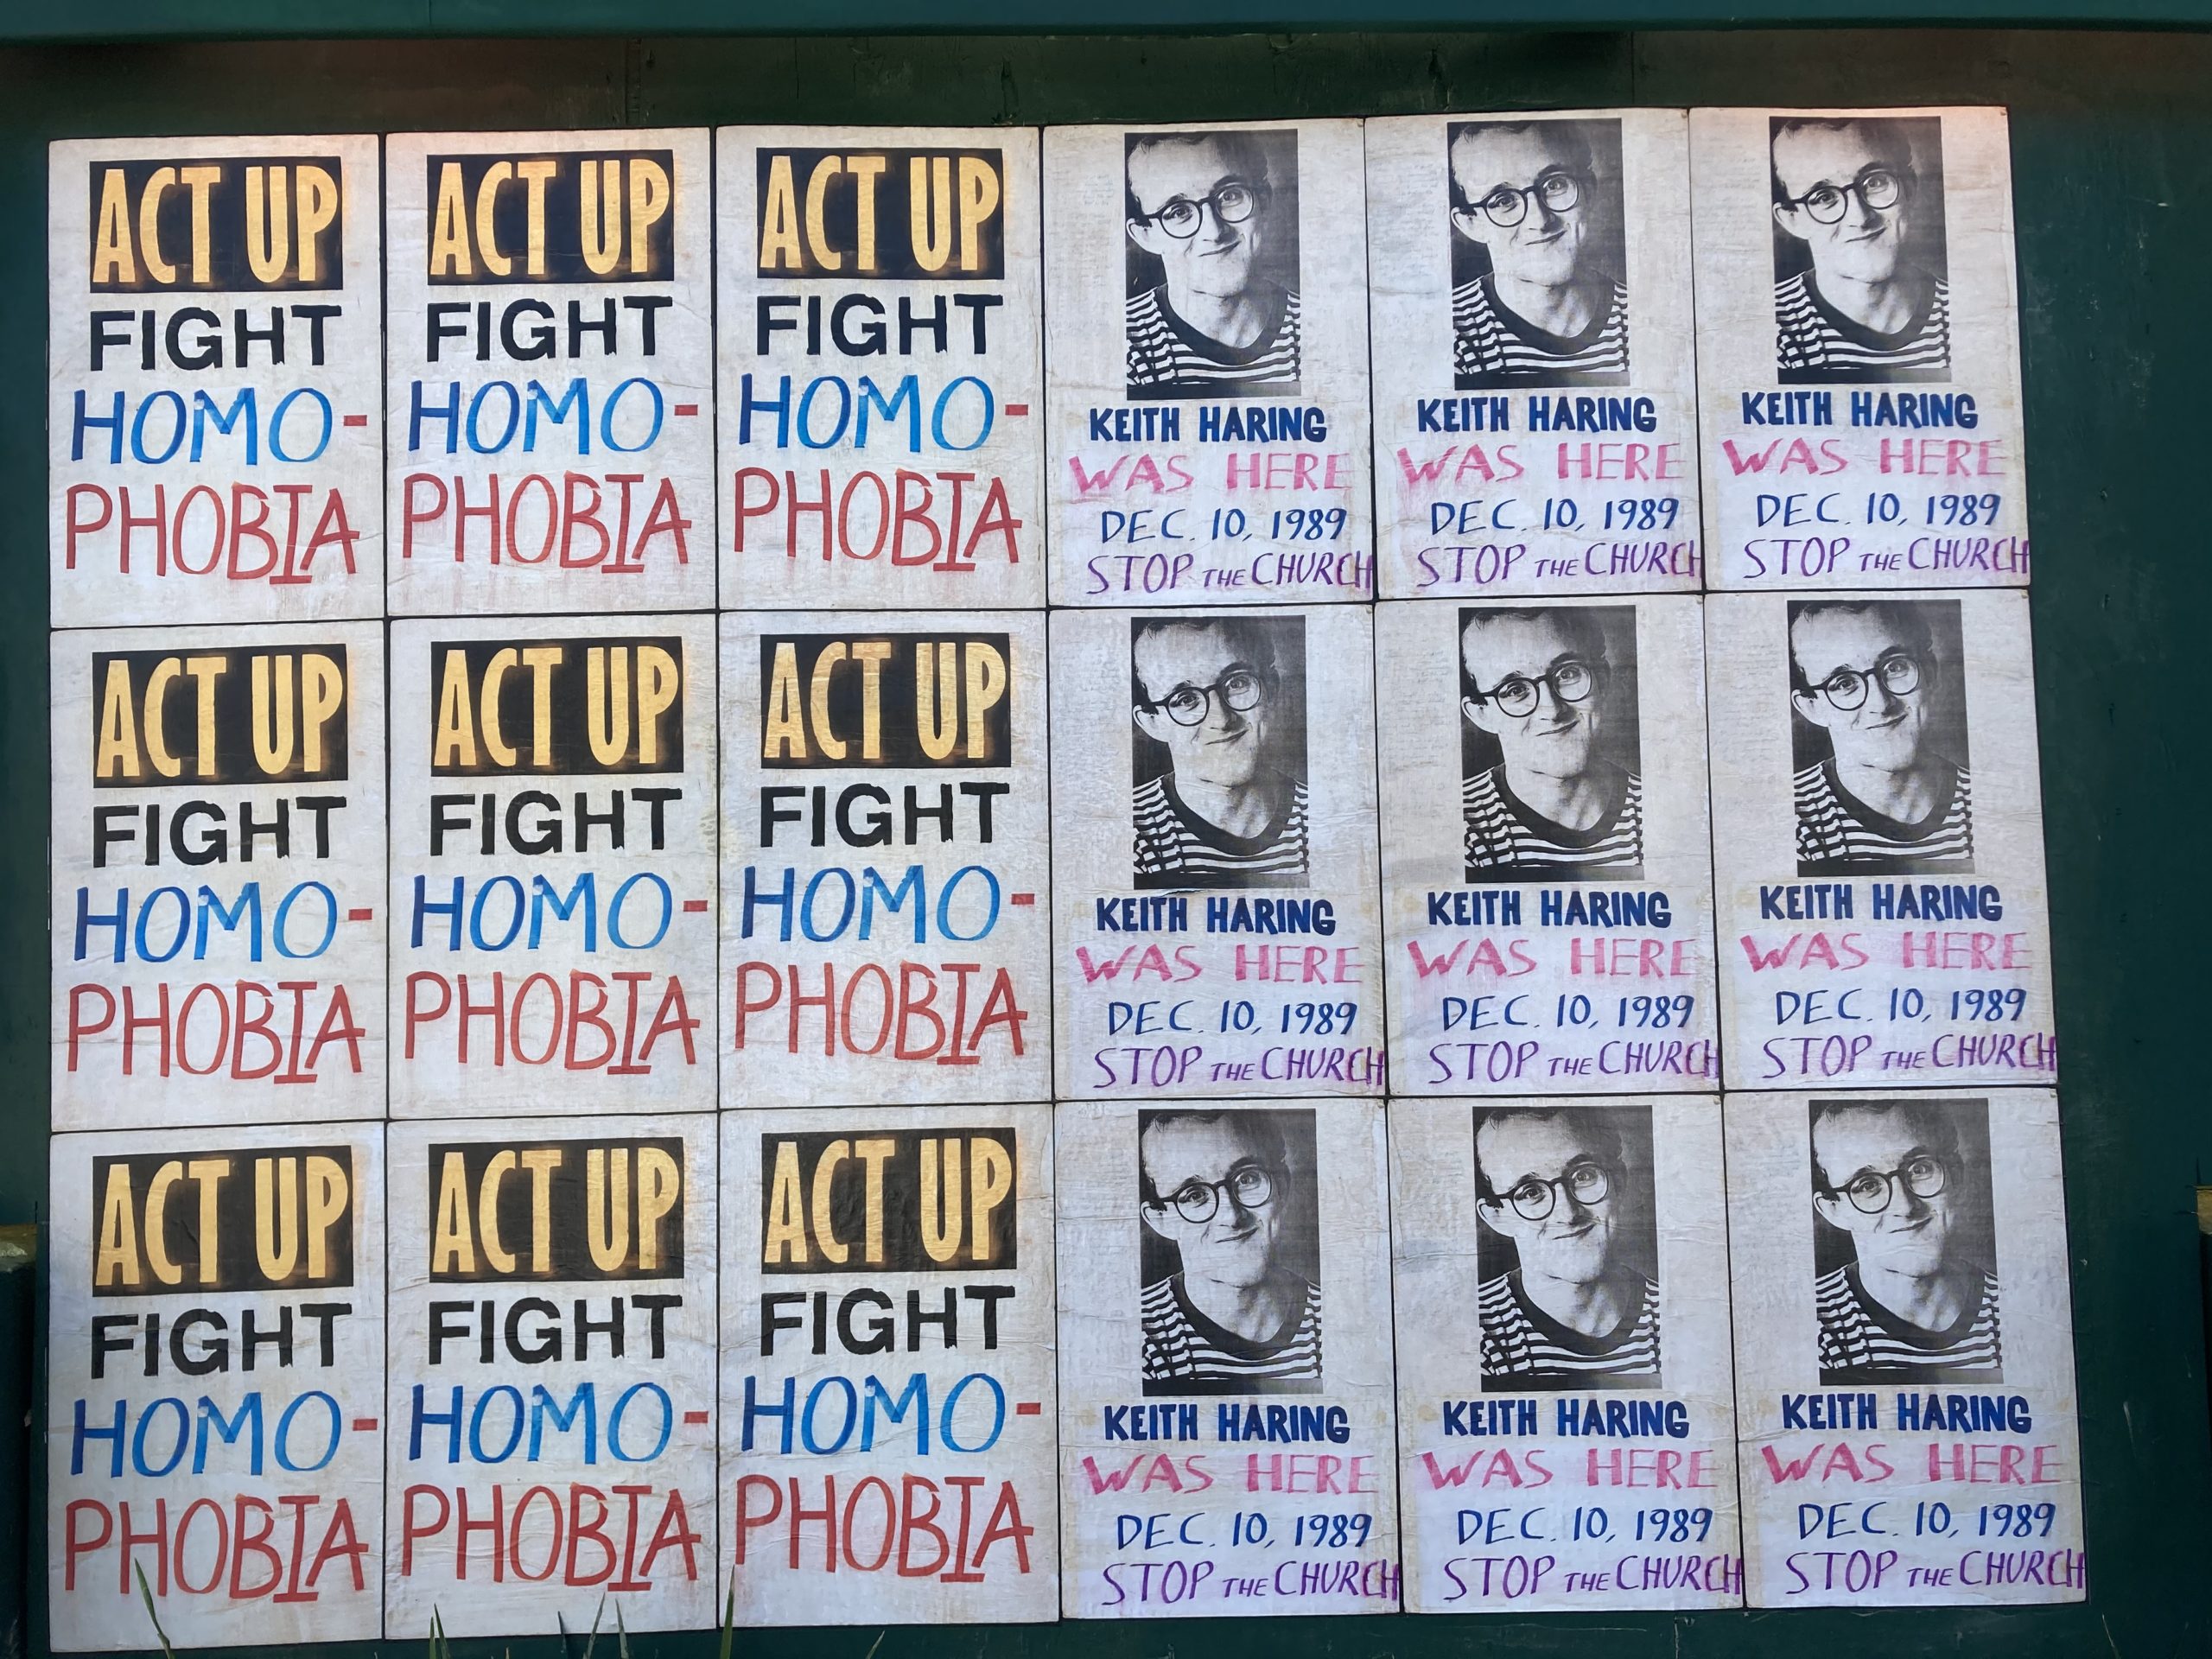 ACT UP
FIGHT
HOMO-
PHOBIA
ACT UP
FIGHT
HOMO-
PHOBIA
ACT UP
FIGHT
HOMO-
PHOBIA
KEITH HARING
WAS HERE
DEC. 10, 1989
STOP THE CHURCH
KEITH HARING
WAS HERE
DEC. 10, 1989
STOP THE CHURCH
KEITH HARING
WAS HERE
DEC. 10, 1989
STOP THE CHURCH
ACT UP
FIGHT
HOMO-
PHOBIA
ACT UP
FIGHT
HOMO-
PHOBIA
ACT UP
FIGHT
HOMO-
PHOBIA
KEITH HARING
WAS HERE
DEC. 10, 1989
STOP THE CHURCH
KEITH HARING
WAS HERE
DEC. 10, 1989
STOP THE CHURCH
KEITH HARING
WAS HERE
DEC. 10, 1989
STOP THE CHURCH
ACT UP
FIGHT
HOMO-
PHOBIA
ACT UP
FIGHT
HOMO-
PHOBIA
ACT UP
FIGHT
HOMO-
PHOBIA
KEITH HARING
WAS HERE
DEC. 10, 1989
STOP THE CHURCH
KEITH HARING
WAS HERE
DEC. 10, 1989
STOP THE CHURCH
KEITH HARING
WAS HERE
DEC. 10, 1989
STOP THE CHURCH